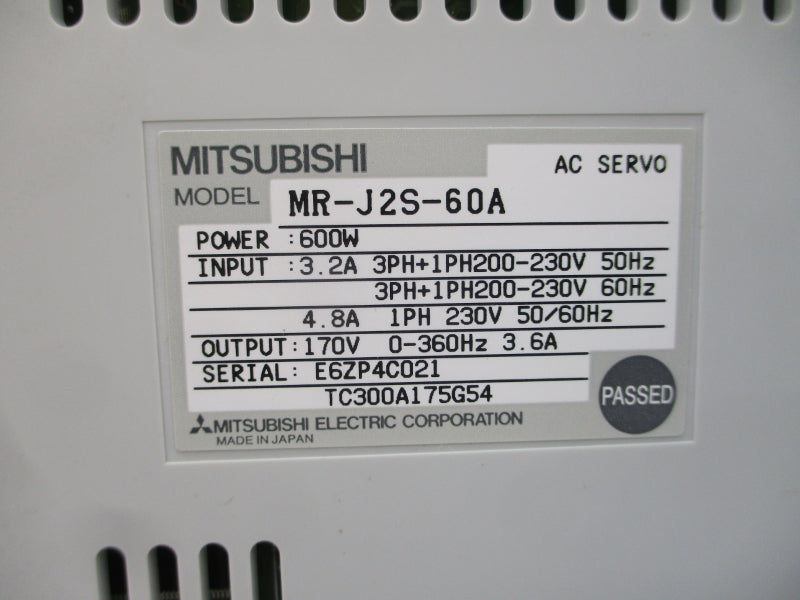 MITSUBISHI
AC SERVO
MODEL MR-J2S-60A
POWER :600W
INPUT :3.2A 3PH+1PH200-230V 50Hz
3PH+1PH200-230V 60Hz
4.8A 1PH 230V 50/60Hz
OUTPUT:170V 0-360Hz 3.6A
SERIAL: E6ZP4C021
TC300A175G54
PASSED
MITSUBISHI ELECTRIC CORPORATION
MADE IN JAPAN